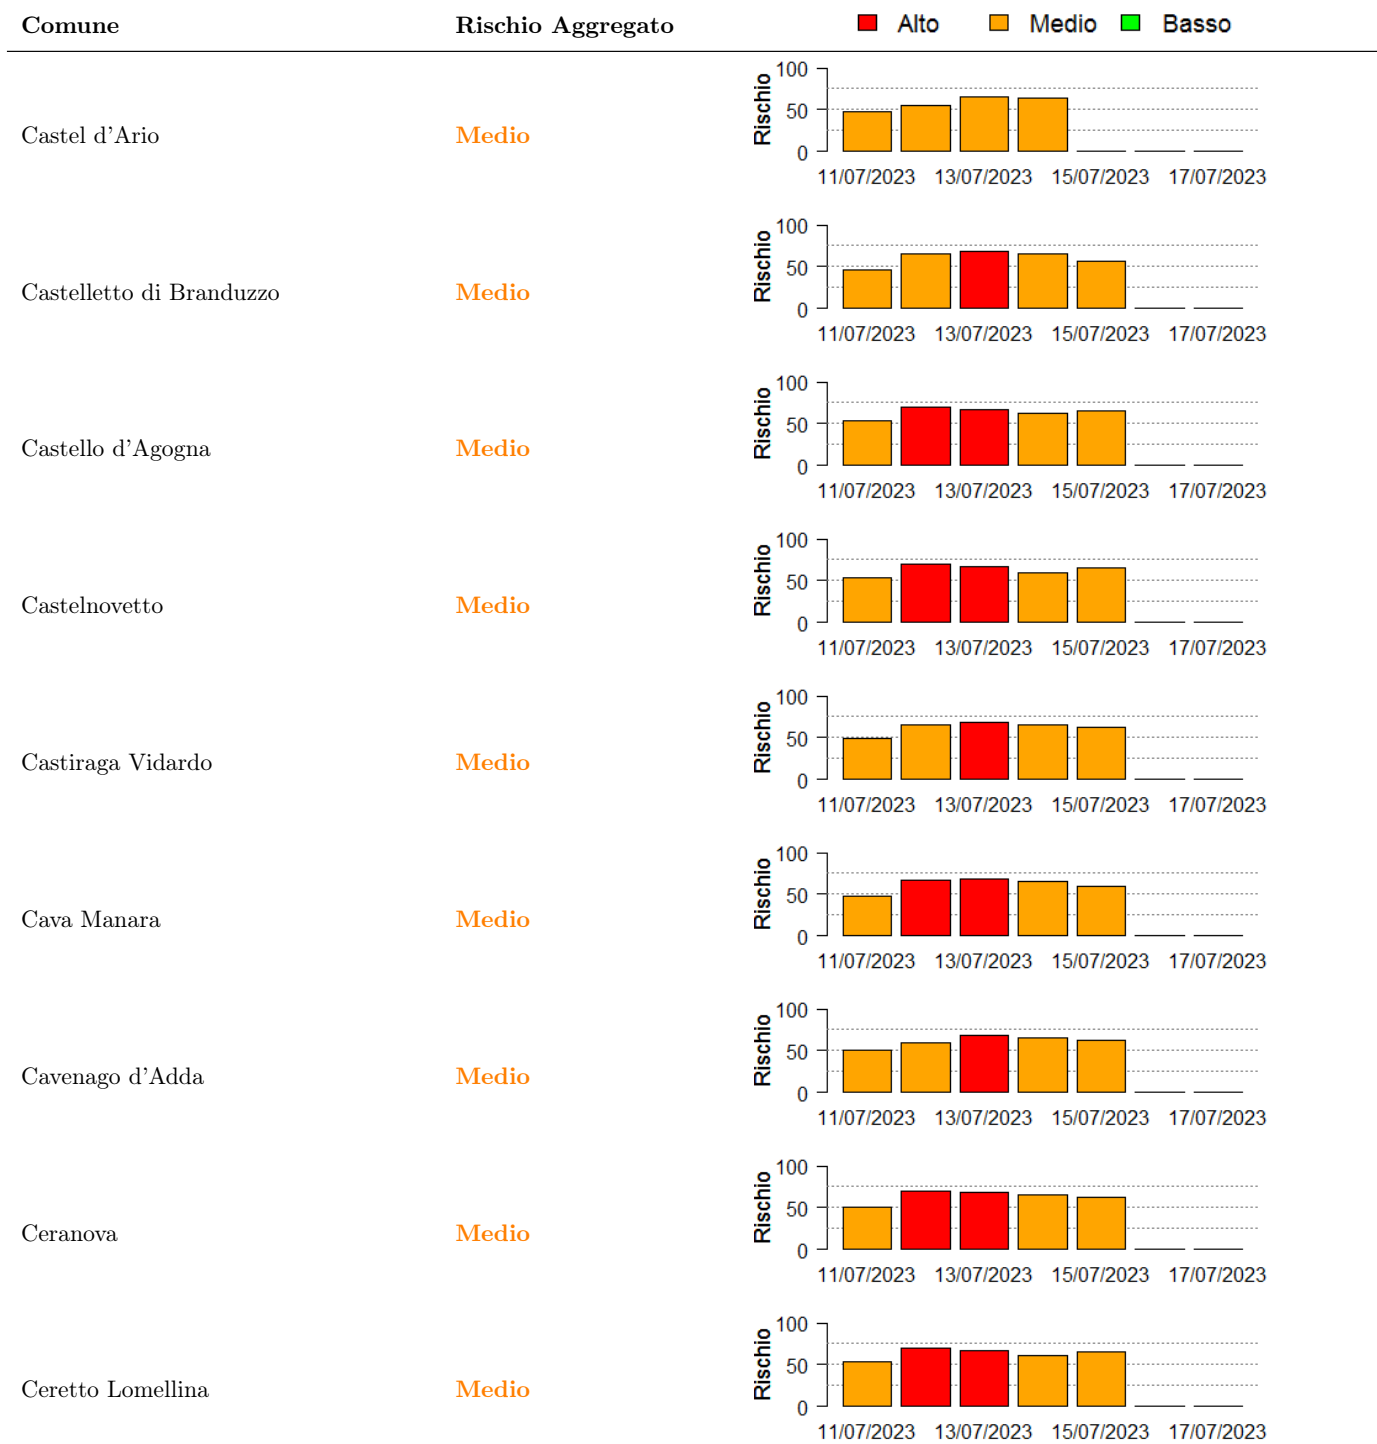 Comune Rischio Aggregato Alto Medio Basso
100
50
0
Rischio
Castel d'Ario Medio
11/07/2023 13/07/2023 15/07/2023 17/07/2023
100
50
0
Rischio
Castelletto di Branduzzo Medio
11/07/2023 13/07/2023 15/07/2023 17/07/2023
100
50
0
Rischio
Castello d'Agogna Medio
11/07/2023 13/07/2023 15/07/2023 17/07/2023
100
50
0
Rischio
Castelnovetto Medio
11/07/2023 13/07/2023 15/07/2023 17/07/2023
100
50
0
Rischio
Castiraga Vidardo Medio
11/07/2023 13/07/2023 15/07/2023 17/07/2023
100
50
0
Rischio
Cava Manara Medio
11/07/2023 13/07/2023 15/07/2023 17/07/2023
100
50
0
Rischio
Cavenago d'Adda Medio
11/07/2023 13/07/2023 15/07/2023 17/07/2023
100
50
0
Rischio
Ceranova Medio
11/07/2023 13/07/2023 15/07/2023 17/07/2023
100
50
0
Rischio
Ceretto Lomellina Medio
11/07/2023 13/07/2023 15/07/2023 17/07/2023